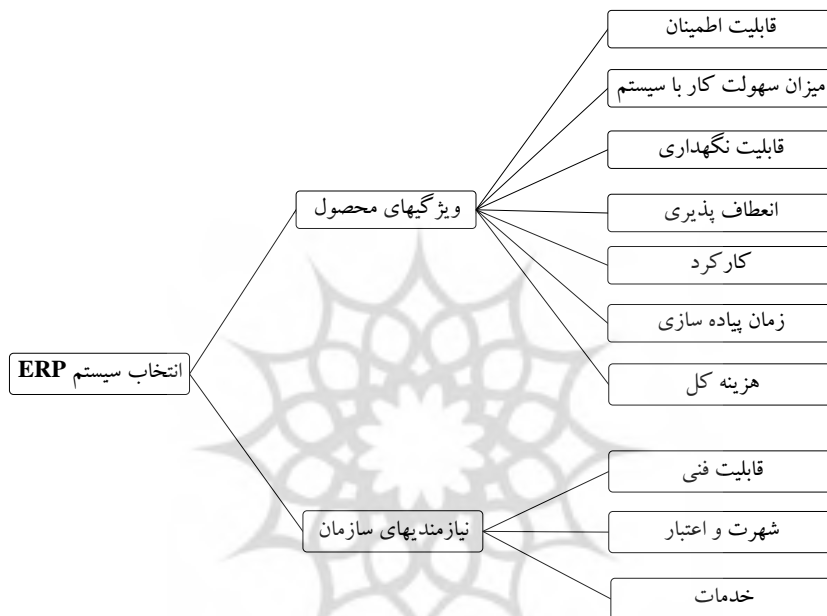 قابلیت اطمینان
میزان سهولت کار با سیستم
قابلیت نگهداری
ویژگیهای محصول
انعطاف پذیری
کارکرد
زمان پیاده سازی
انتخاب سیستم ERP
هزینه کل
قابلیت فنی
نیازمندیهای سازمان
شهرت و اعتبار
خدمات